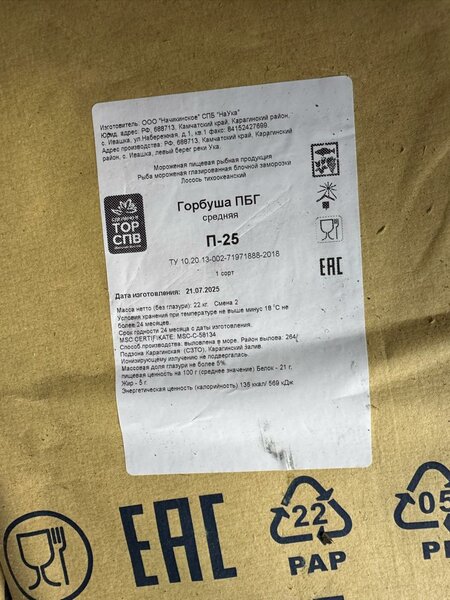 Изготовитель: ООО "Начикинское" СПВ "НаУка"
Юрид. адрес: РФ, 688713, Камчатский край, Карагинский район,
с. Ивашка, ул.Набережная, д.1, кв.1 факс: 84152427699
Адрес производства: РФ, 688713, Камчатский край, Карагинский
район, с. Ивашка, левый берег реки Ука.
Мороженая пищевая рыбная продукция
Рыба мороженая глазированная блочной заморозки
Лосось тихоокеанский
ТОР
СПВ
Горбуша ПБГ
средняя
П-25
ТУ 10.20.13-002-71971888-2018
1 сорт
EAC
Дата изготовления: 21.07.2025
Масса нетто (без глазури): 22 кг. Смена 2
Условия хранения при температуре не выше минус 18 °С не
более 24 месяцев.
Срок годности 24 месяца с даты изготовления.
MSC CERTIFIKATE: MSC-C-56134
Способ производства: выловлена в море. Район вылова: 264/
Подзона Карагинская (СЗТО). Карагинский залив.
Ионизирующему излучению не подвергалась.
Массовая доля глазури не более 5%.
пищевая ценность на 100 г (среднее значение) Белок - 21 г,
Жир - 5 г.
Энергетическая ценность (калорийность) 136 ккал/ 569 кДж
EAC
22
PAP
05